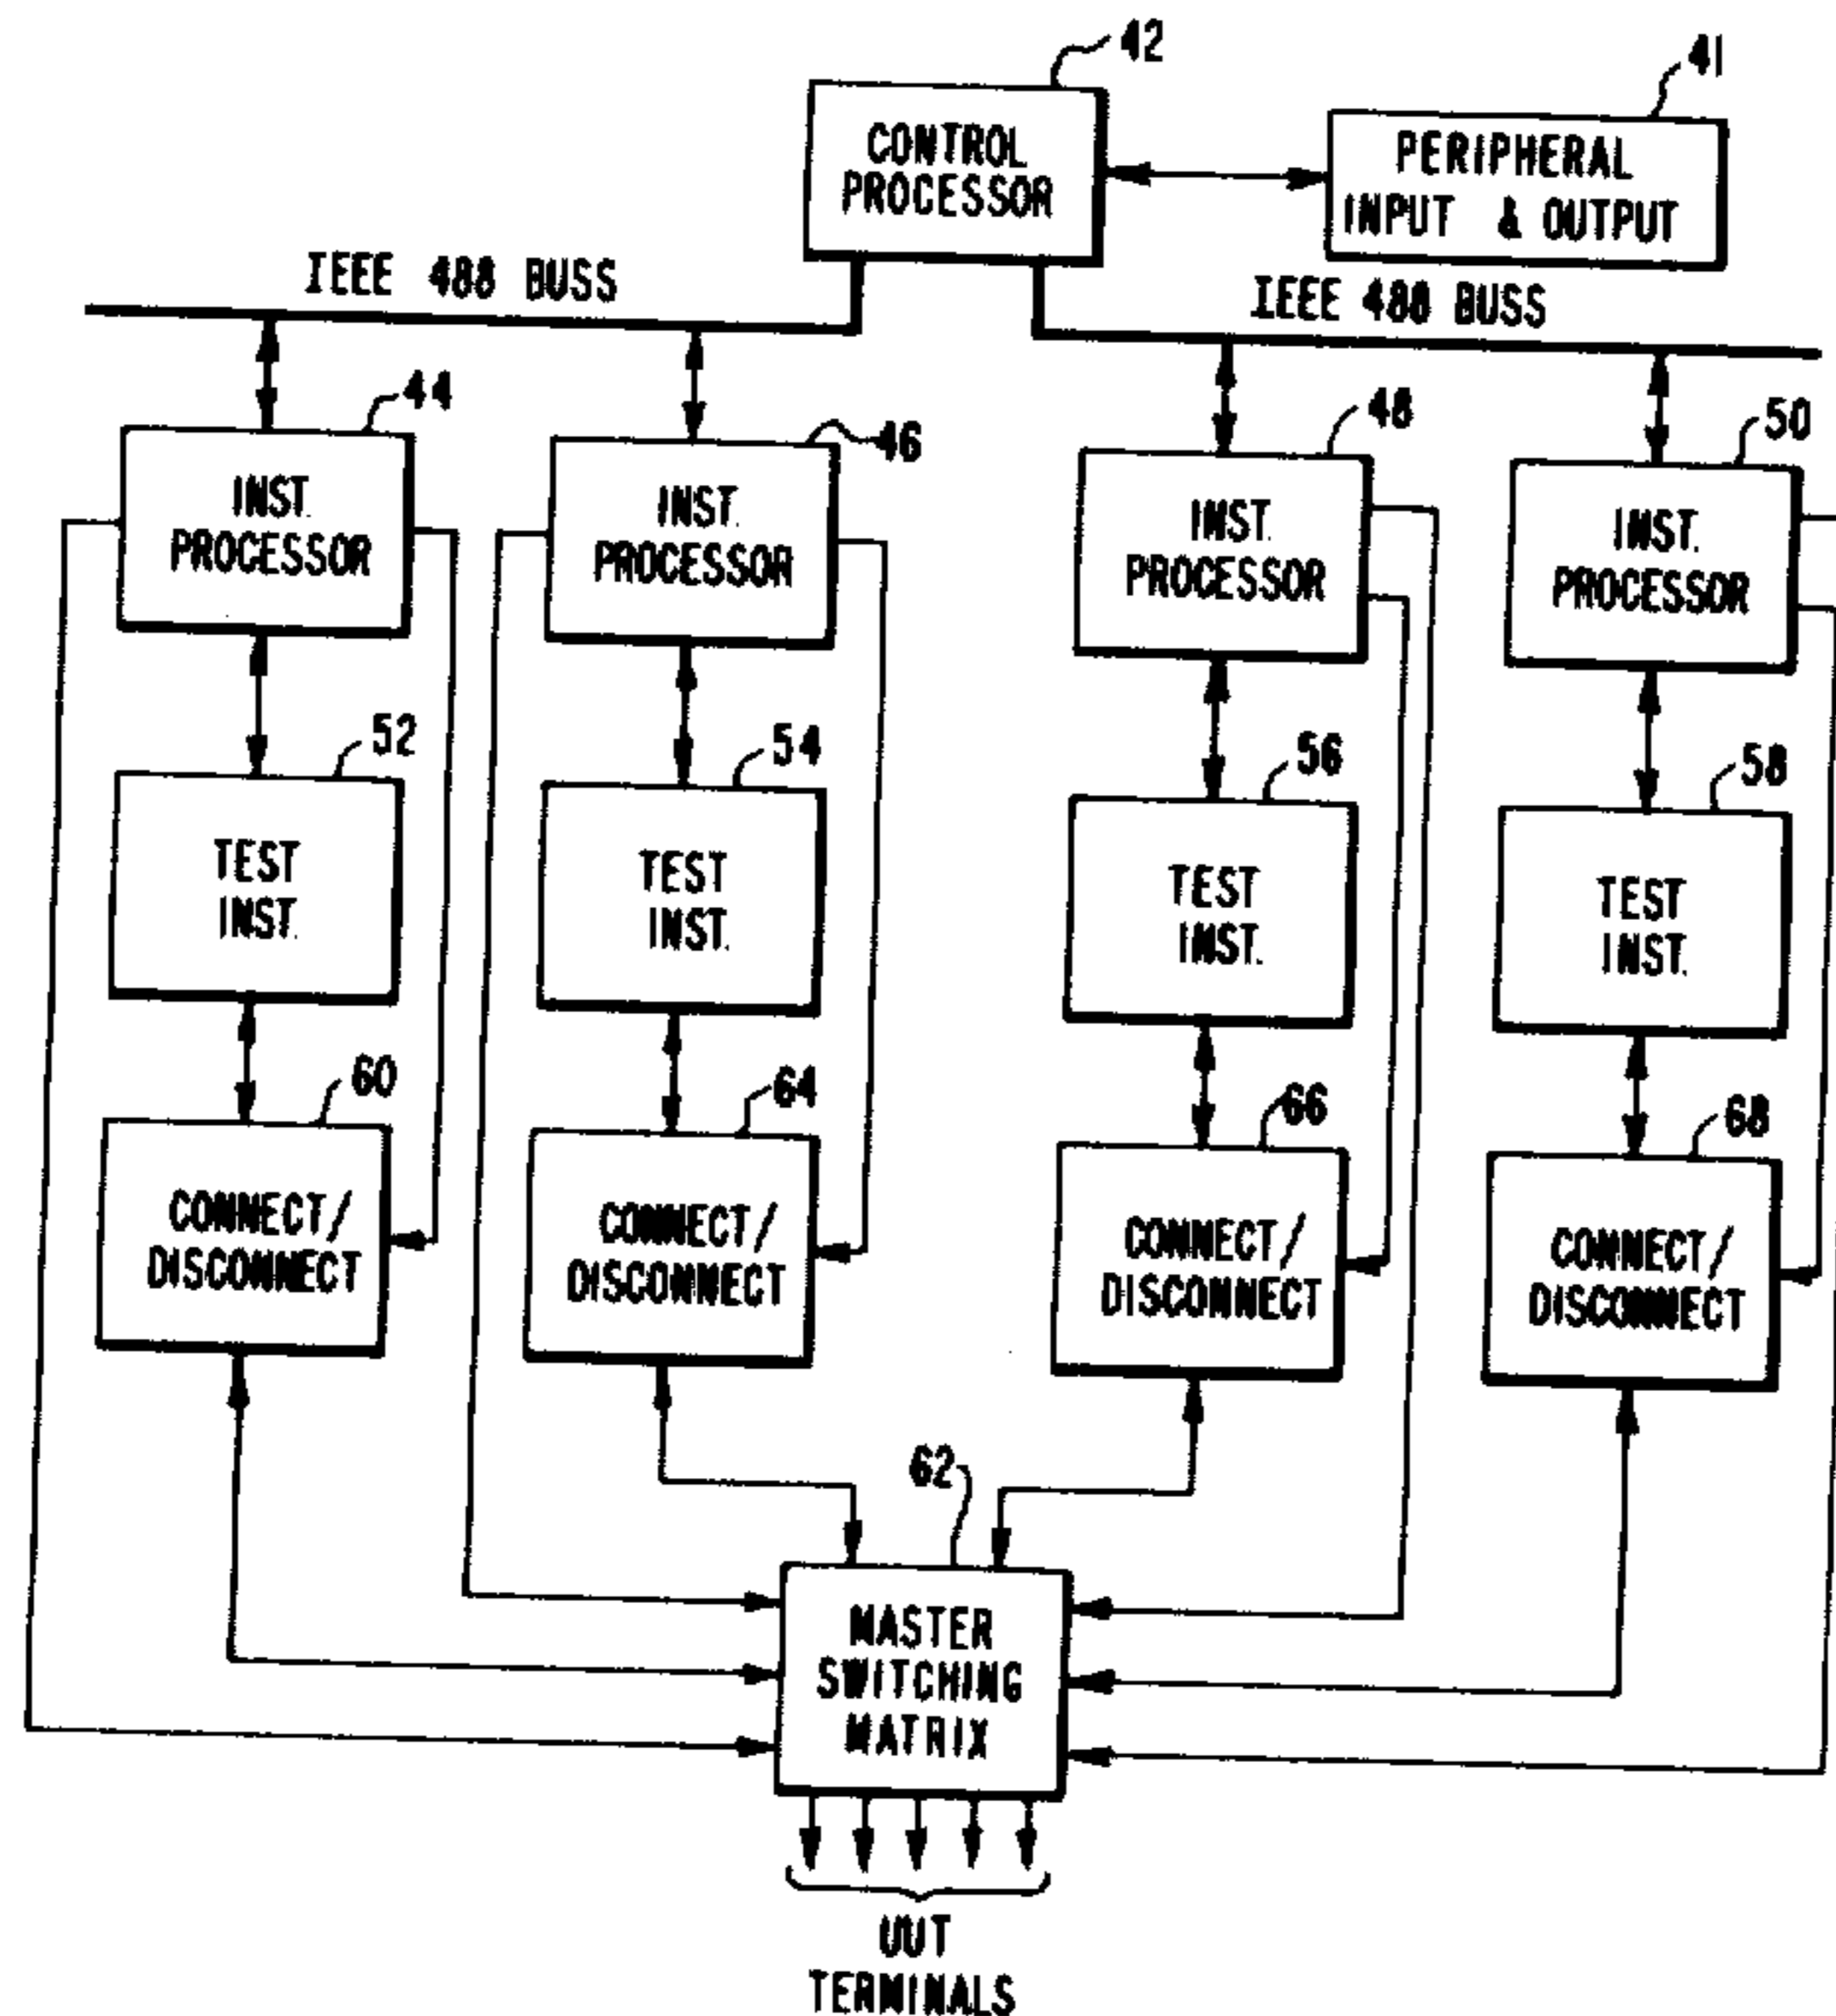 42
41
CONTROL
PROCESSOR
PERIPHERAL
INPUT & OUTPUT
IEEE 488 BUSS
IEEE 488 BUSS
44
46
48
50
INST.
PROCESSOR
INST.
PROCESSOR
INST.
PROCESSOR
INST.
PROCESSOR
52
54
56
58
TEST
INST.
TEST
INST.
TEST
INST.
TEST
INST.
60
64
66
68
CONNECT/
DISCONNECT
CONNECT/
DISCONNECT
CONNECT/
DISCONNECT
CONNECT/
DISCONNECT
62
MASTER
SWITCHING
MATRIX
UUT
TERMINALS